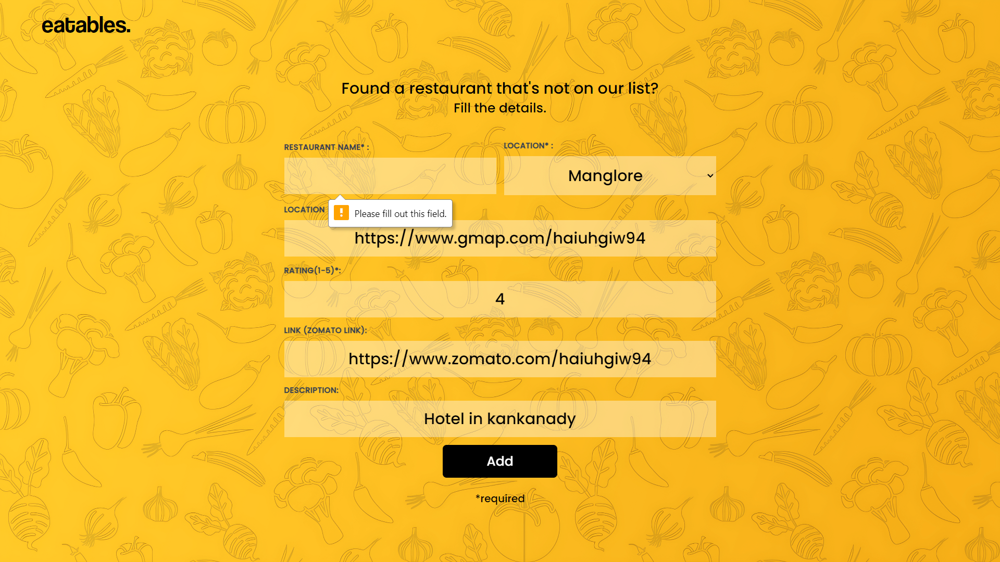 eatables.
Found a restaurant that's not on our list?
Fill the details.
RESTAURANT NAME* :
LOCATION* :
Manglore
LOCATION
Please fill out this field.
https://www.gmap.com/haiuhgiw94
RATING(1-5)*:
4
LINK (ZOMATO LINK):
https://www.zomato.com/haiuhgiw94
DESCRIPTION:
Hotel in kankanady
Add
*required